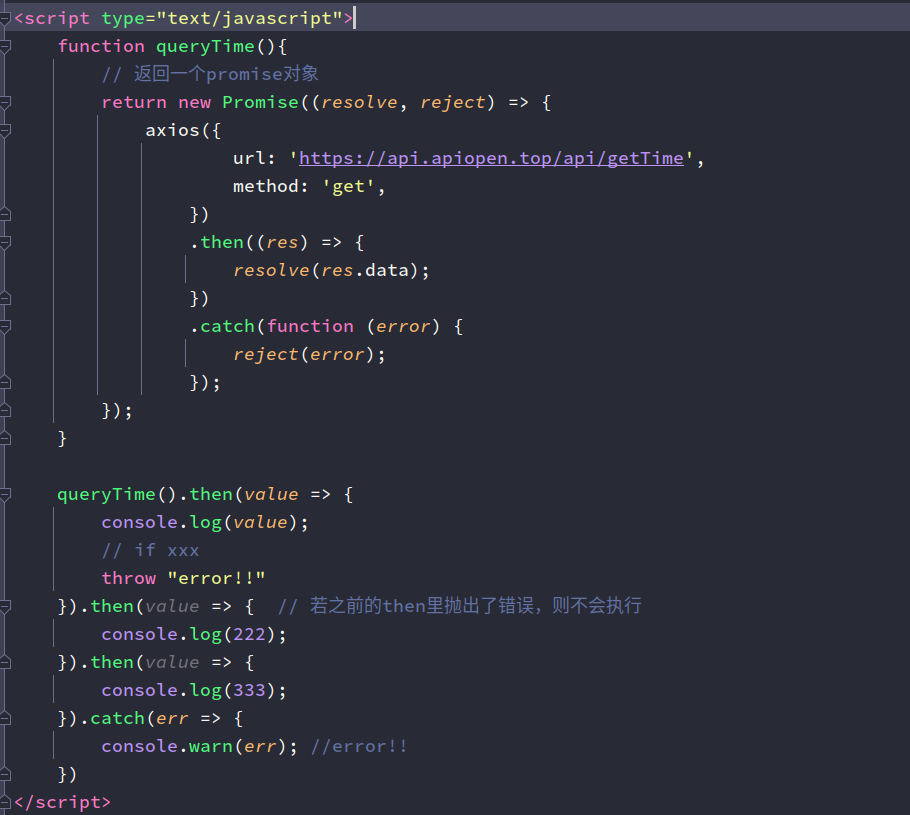 <script type="text/javascript">
    function queryTime(){
        // 返回一个promise对象
        return new Promise((resolve, reject) => {
            axios({
                    url: 'https://api.apiopen.top/api/getTime',
                    method: 'get',
                })
                .then((res) => {
                    resolve(res.data);
                })
                .catch(function (error) {
                    reject(error);
                });
        });
    }

    queryTime().then(value => {
        console.log(value);
        // if xxx
        throw "error!!"
    }).then(value => {  // 若之前的then里抛出了错误，则不会执行
        console.log(222);
    }).then(value => {
        console.log(333);
    }).catch(err => {
        console.warn(err); //error!!
    })
</script>